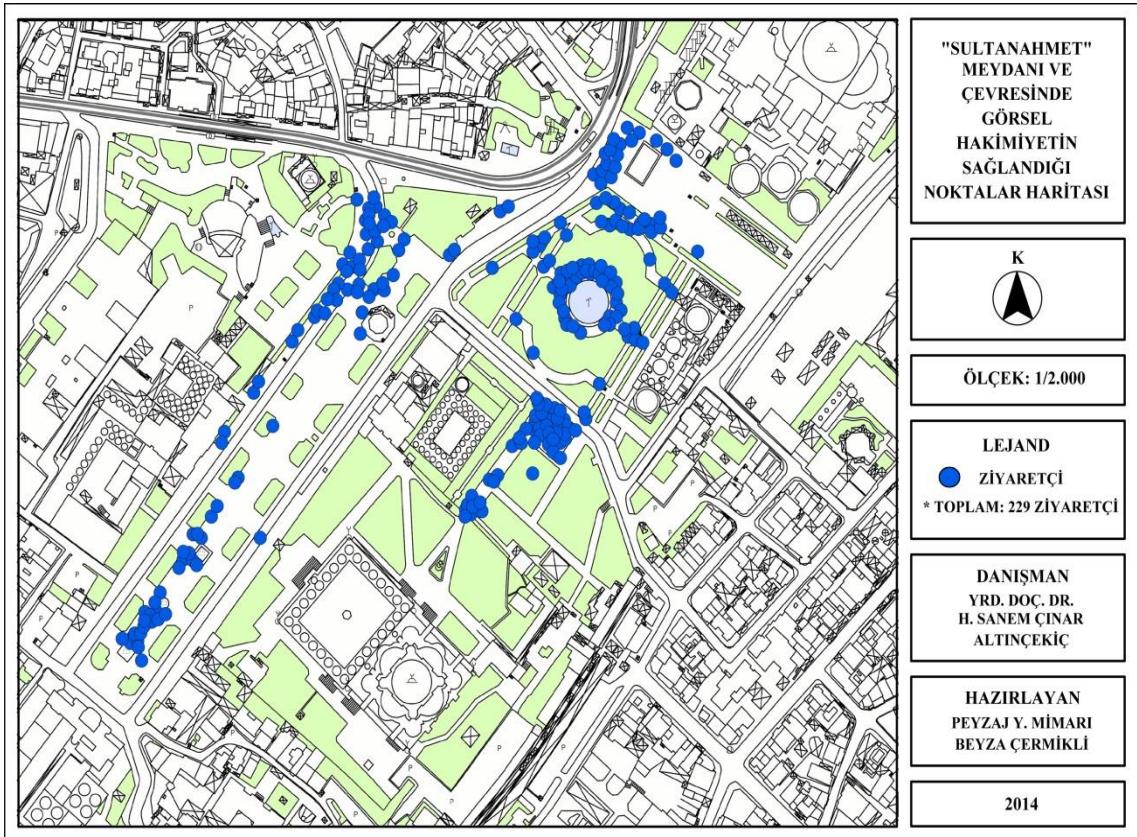 "SULTANAHMET"
MEYDANI VE
ÇEVRESİNDE
GÖRSEL
HAKİMİYETİN
SAĞLANDIĞI
NOKTALAR HARİTASI
K
ÖLÇEK: 1/2.000
LEJAND
ZİYARETÇİ
* TOPLAM: 229 ZİYARETÇİ
DANIŞMAN
YRD. DOÇ. DR.
H. SANEM ÇINAR
ALTINÇEKİÇ
HAZIRLAYAN
PEYZAJ Y. MİMARI
BEYZA ÇERMİKLİ
2014